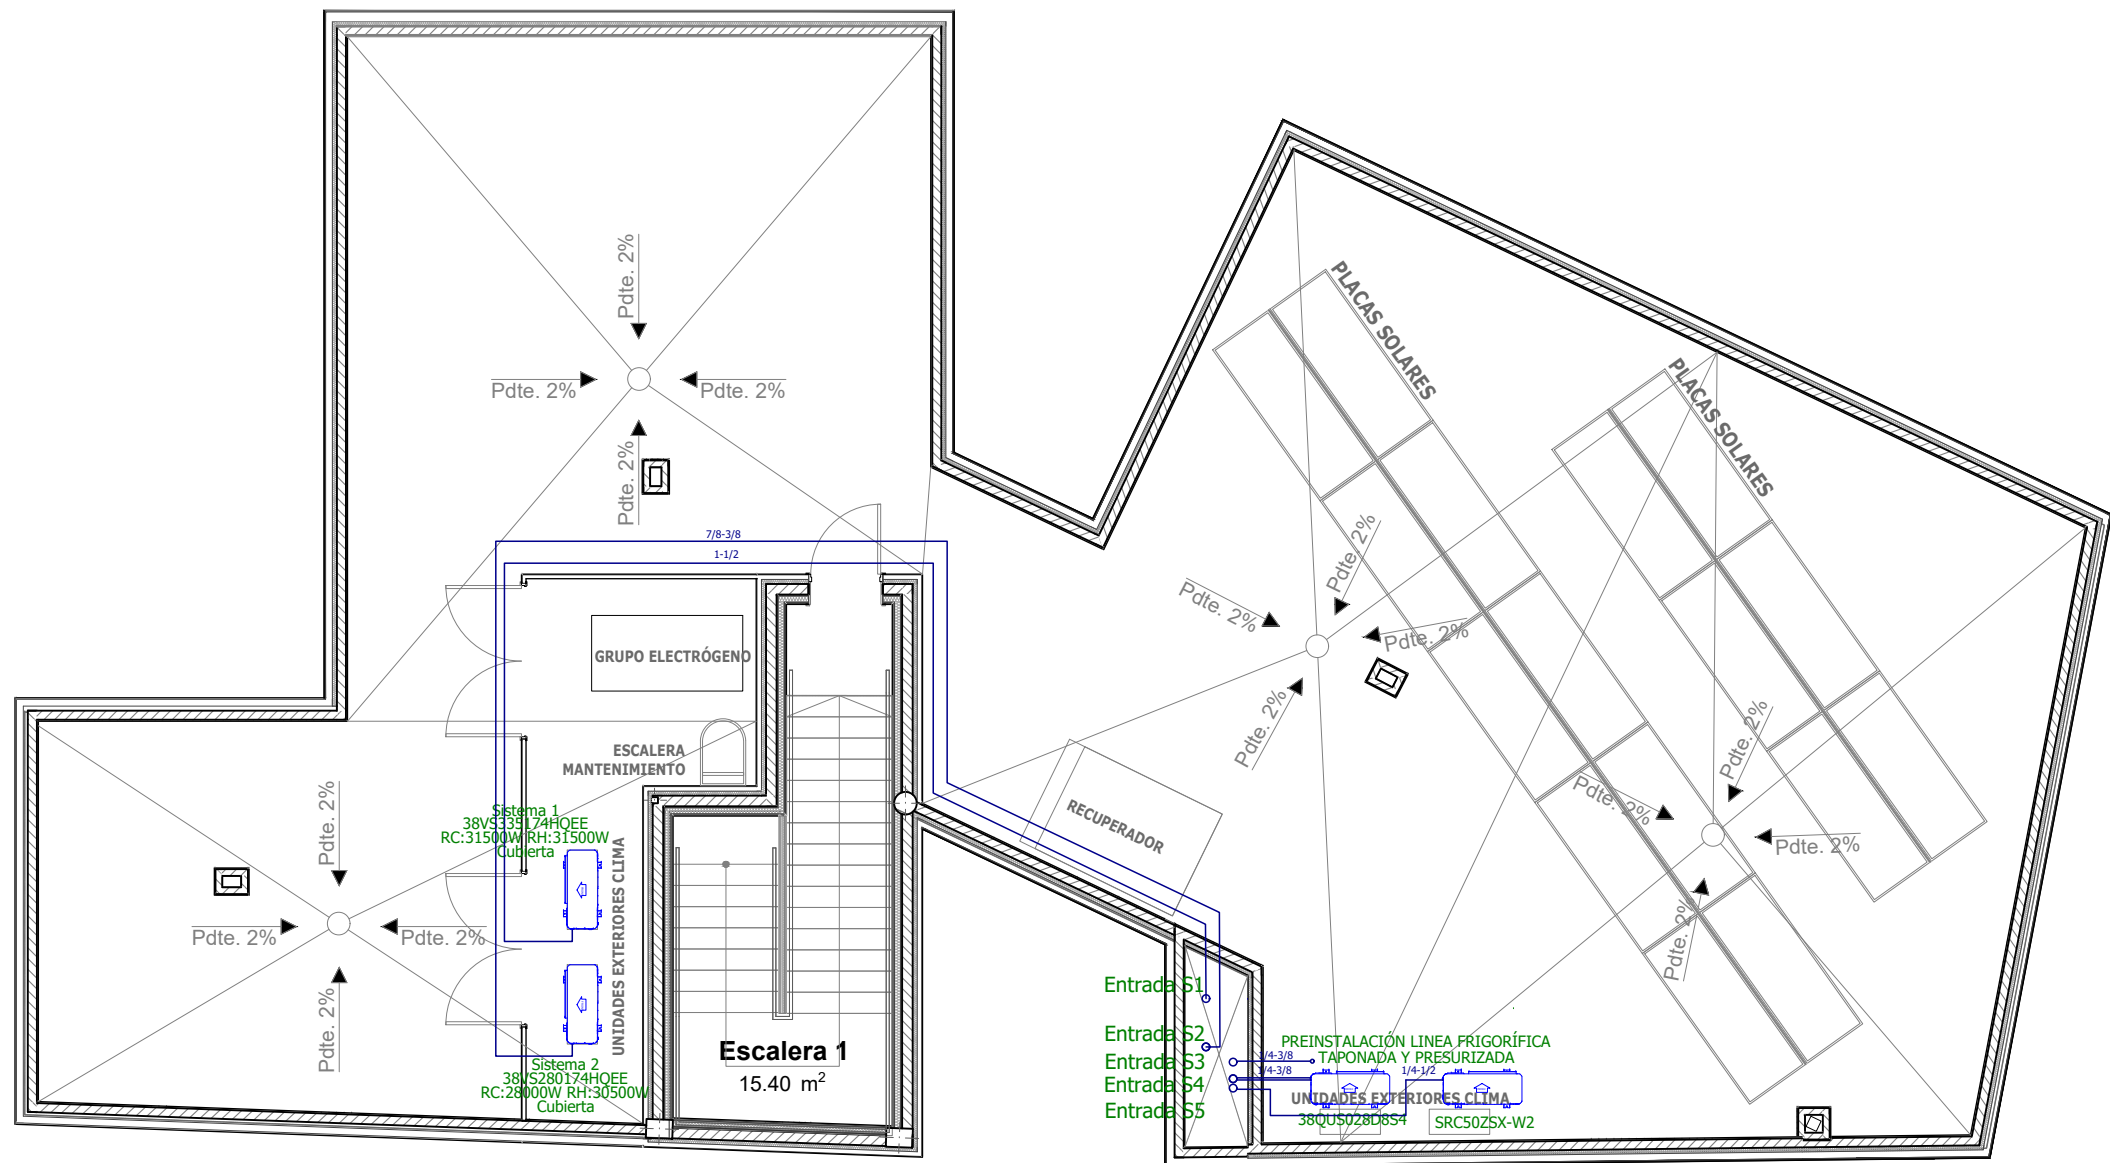 Pdte. 2%
Pdte. 2%
Pdte. 2%
Pdte. 2%
PLACAS SOLARES
PLACAS SOLARES
7/8-3/8
1-1/2
Pdte. 2%
Pdte. 2%
Pdte. 2%
Pdte. 2%
GRUPO ELECTRÓGENO
ESCALERA
MANTENIMIENTO
RECUPERADOR
Sistema 1
38VS335174HQEE
RC:31500W RH:31500W
Cubierta
UNIDADES EXTERIORES CLIMA
Pdte. 2%
Pdte. 2%
Pdte. 2%
Pdte. 2%
Pdte. 2%
Pdte. 2%
Pdte. 2%
Pdte. 2%
Sistema 2
38VS280174HQEE
RC:28000W RH:30500W
Cubierta
Escalera 1
15.40 m²
Entrada S1
Entrada S2
Entrada S3
Entrada S4
Entrada S5
PREINSTALACIÓN LINEA FRIGORÍFICA
TAPONADA Y PRESURIZADA
1/4-3/8
1/4-3/8
1/4-1/2
UNIDADES EXTERIORES CLIMA
38QUS028D8S4
SRC50ZSX-W2